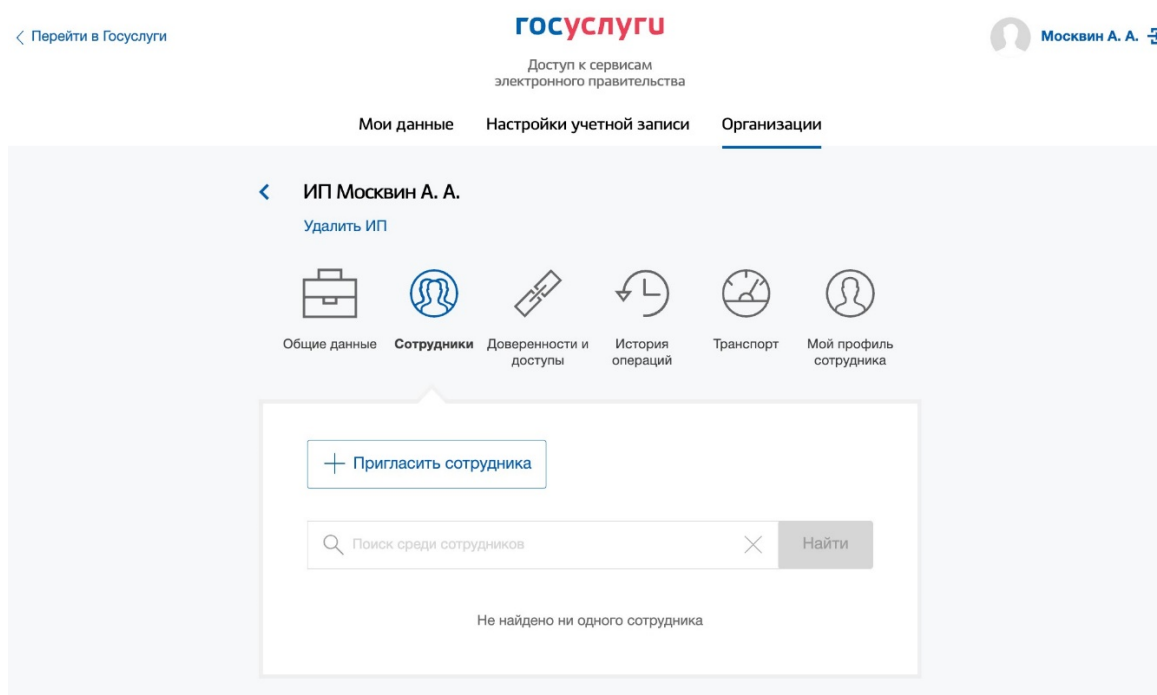 Перейти в Госуслуги
госуслуги
Москвин А. А.
Доступ к сервисам
электронного правительства
Мои данные Настройки учетной записи Организации
ИП Москвин А. А.
Удалить ИП
Общие данные
Сотрудники
Доверенности и
доступы
История
операций
Транспорт
Мой профиль
сотрудника
Пригласить сотрудника
Поиск среди сотрудников
Найти
Не найдено ни одного сотрудника